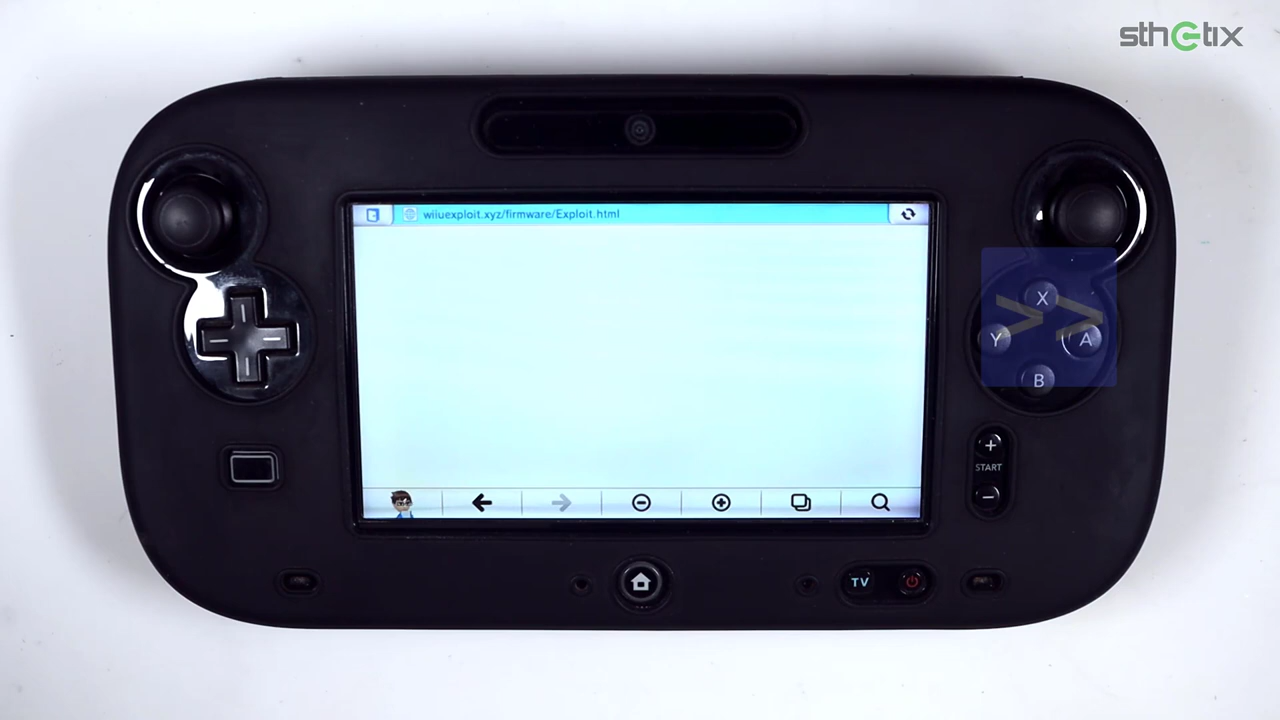 sthetix
wiiuexploit.xyz/firmware/Exploit.html
>>
X
Y
A
B
+
START
−
TV